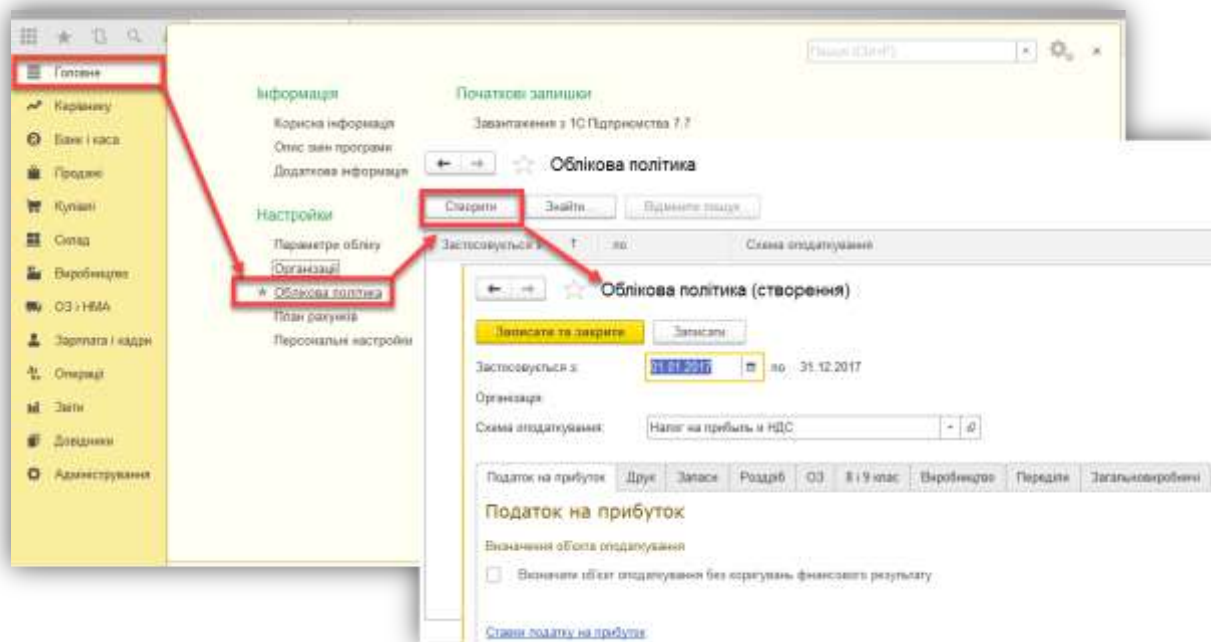 Пошук (Ctrl+F)
Головне
Керівнику
Банк і каса
Продажі
Купівлі
Склад
Виробництво
ОЗ і НМА
Зарплата і кадри
Операції
Звіти
Довідники
Адміністрування
Інформація
Корисна інформація
Опис змін програми
Додаткова інформація
Настройки
Параметри обліку
Організації
Облікова політика
План рахунків
Персональні настройки
Початкові залишки
Завантаження з 1С:Підприємства 7.7
Облікова політика
Створити Знайти... Відмінити пошук
Застосовується з ↑ по Схема оподаткування
Облікова політика (створення)
Записати та закрити Записати
Застосовується з: 01.01.2017 по 31.12.2017
Організація:
Схема оподаткування: Налог на прибыль и НДС
Податок на прибуток Друк Запаси Роздріб ОЗ 8 і 9 клас Виробництво Переділи Загальновиробничі
Податок на прибуток
Визначення об'єкта оподаткування
Визначати об'єкт оподаткування без коригувань фінансового результату
Ставки податку на прибуток